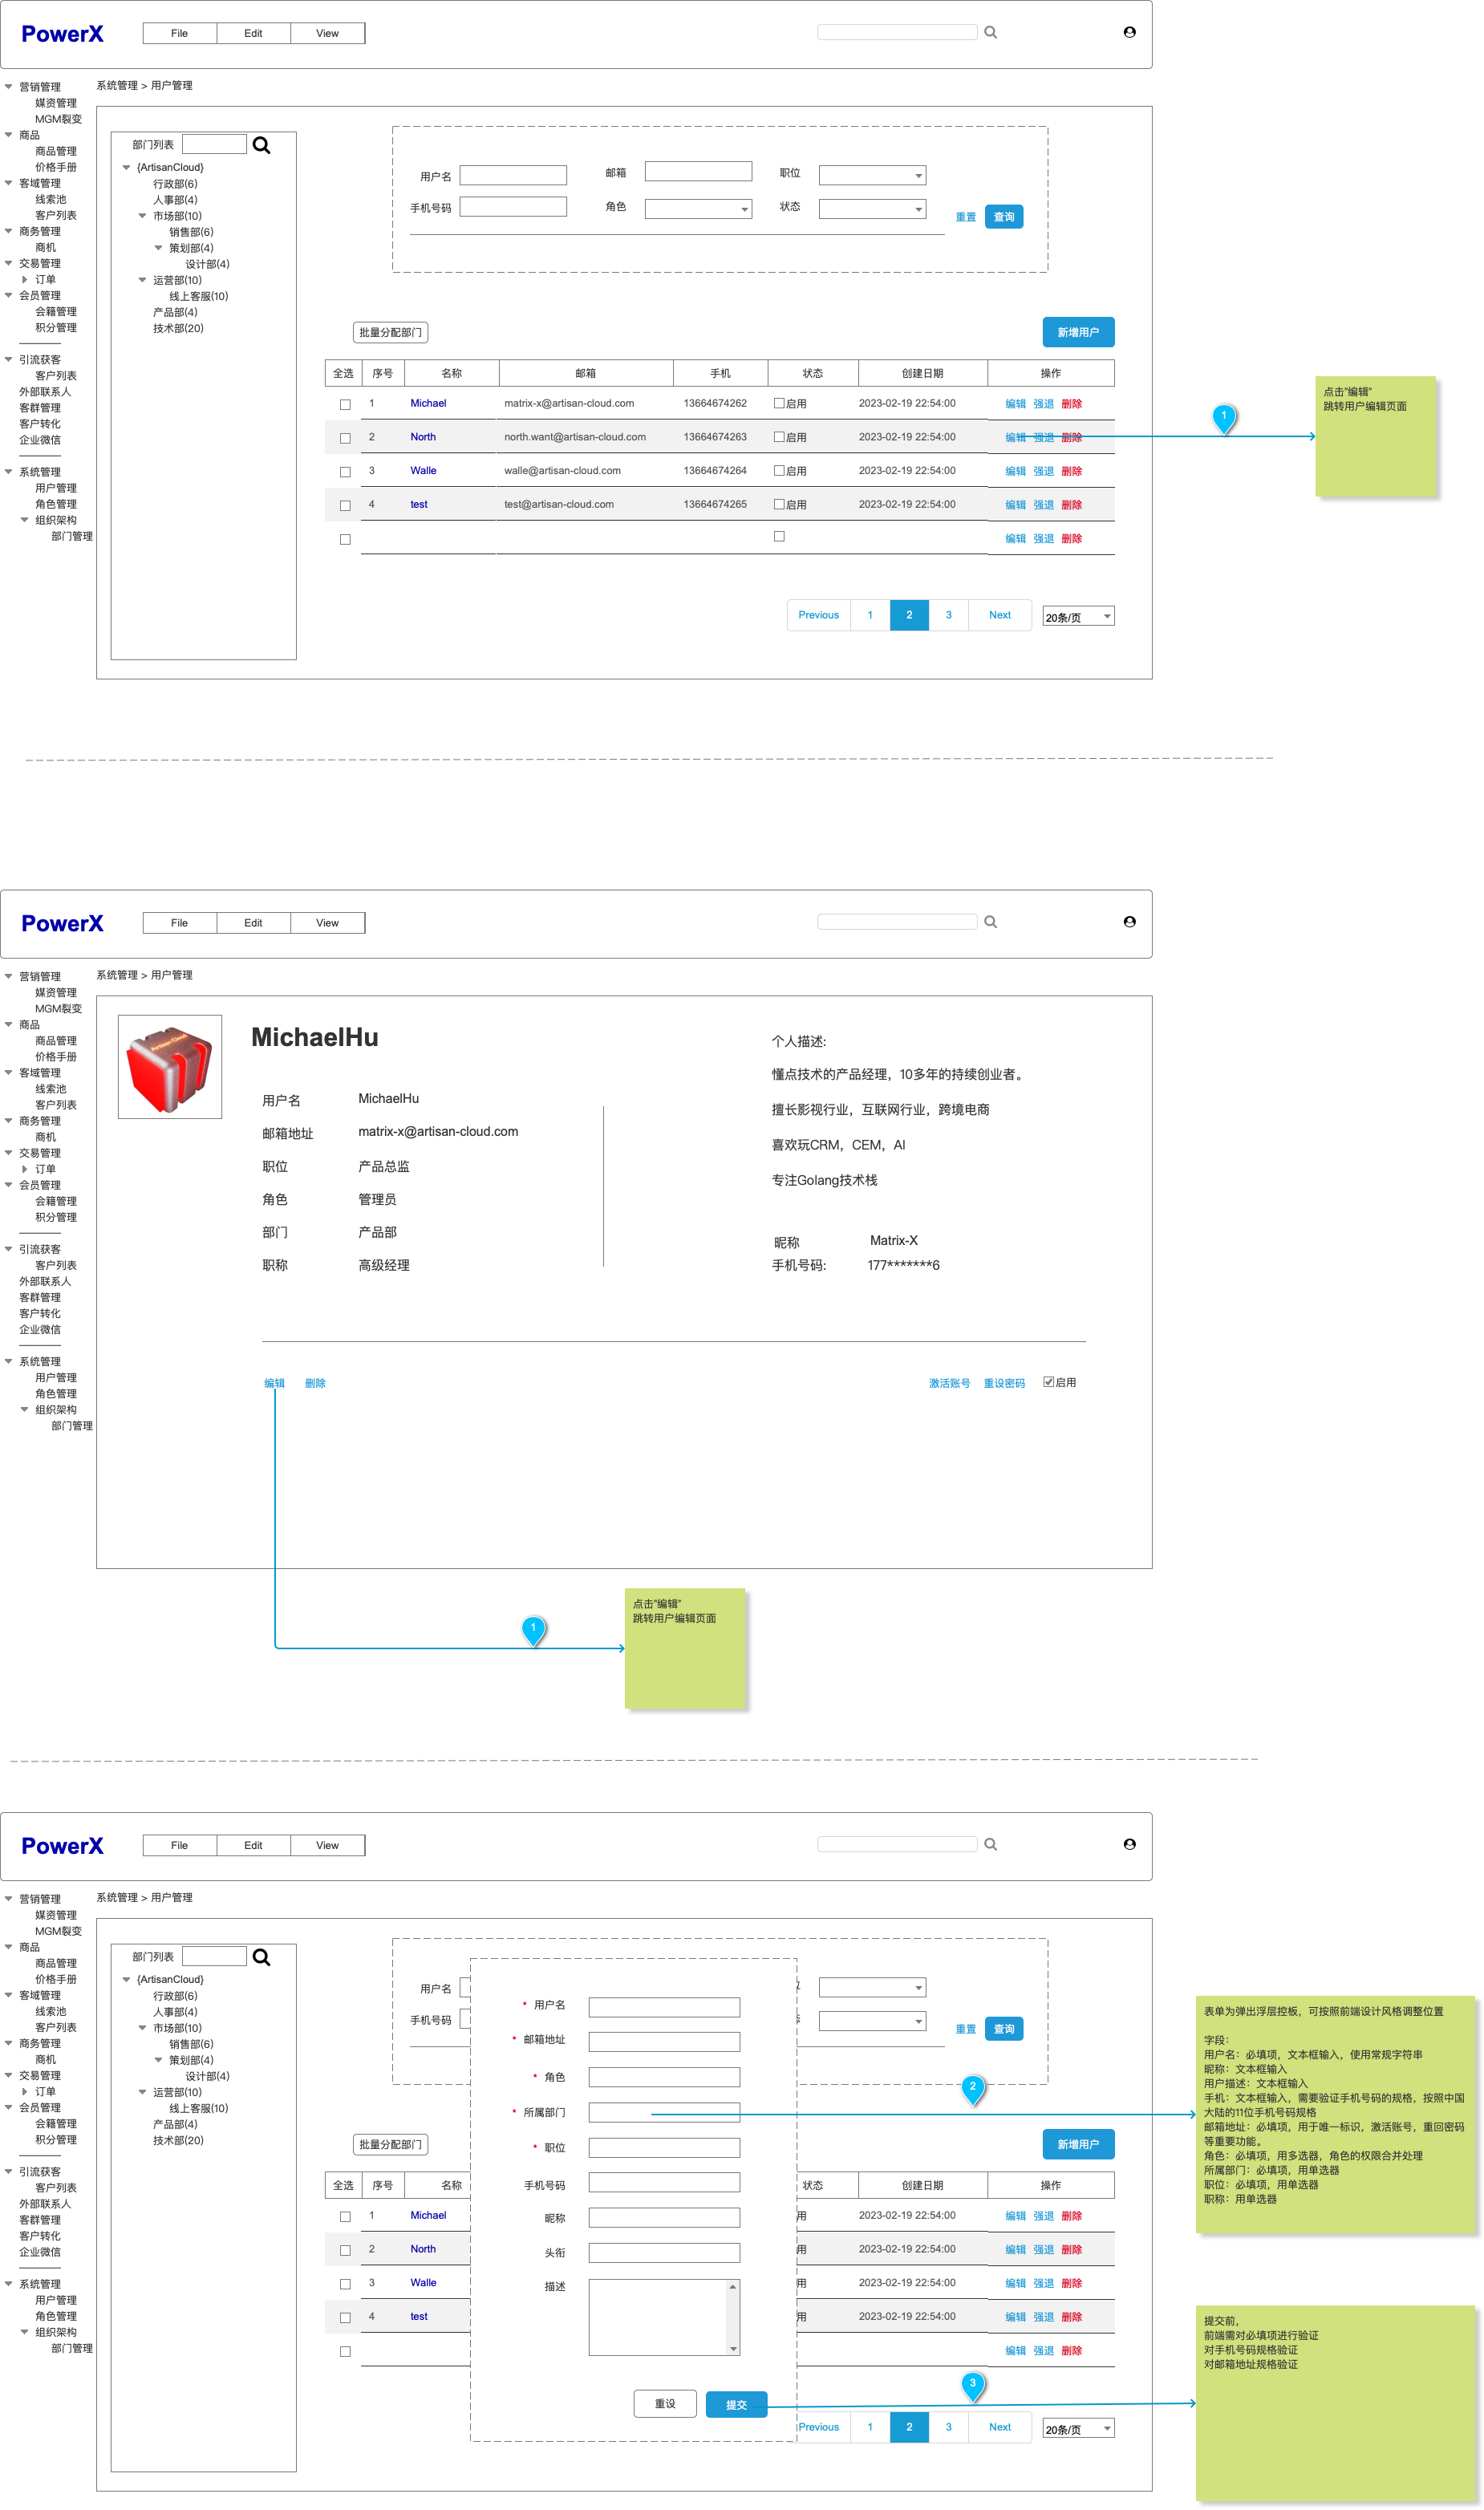 PowerX
File Edit View
系统管理 > 用户管理
营销管理
媒资管理
MGM裂变
商品
商品管理
价格手册
客域管理
线索池
客户列表
商务管理
商机
交易管理
订单
会员管理
会籍管理
积分管理
引流获客
客户列表
外部联系人
客群管理
客户转化
企业微信
系统管理
用户管理
角色管理
组织架构
部门管理
部门列表
{ArtisanCloud}
行政部(6)
人事部(4)
市场部(10)
销售部(6)
策划部(4)
设计部(4)
运营部(10)
线上客服(10)
产品部(4)
技术部(20)
用户名 邮箱 职位
手机号码 角色 状态
重置 查询
批量分配部门 新增用户
全选 序号 名称 邮箱 手机 状态 创建日期 操作
1 Michael matrix-x@artisan-cloud.com 13664674262 启用 2023-02-19 22:54:00 编辑 强退 删除
2 North north.want@artisan-cloud.com 13664674263 启用 2023-02-19 22:54:00 编辑 强退 删除
3 Walle walle@artisan-cloud.com 13664674264 启用 2023-02-19 22:54:00 编辑 强退 删除
4 test test@artisan-cloud.com 13664674265 启用 2023-02-19 22:54:00 编辑 强退 删除
编辑 强退 删除
Previous 1 2 3 Next 20条/页
1
点击"编辑"
跳转用户编辑页面
PowerX
File Edit View
系统管理 > 用户管理
营销管理
媒资管理
MGM裂变
商品
商品管理
价格手册
客域管理
线索池
客户列表
商务管理
商机
交易管理
订单
会员管理
会籍管理
积分管理
引流获客
客户列表
外部联系人
客群管理
客户转化
企业微信
系统管理
用户管理
角色管理
组织架构
部门管理
MichaelHu
用户名 MichaelHu
邮箱地址 matrix-x@artisan-cloud.com
职位 产品总监
角色 管理员
部门 产品部
职称 高级经理
个人描述:
懂点技术的产品经理，10多年的持续创业者。
擅长影视行业，互联网行业，跨境电商
喜欢玩CRM，CEM，AI
专注Golang技术栈
昵称 Matrix-X
手机号码: 177*******6
编辑 删除 激活账号 重设密码 启用
1
点击"编辑"
跳转用户编辑页面
PowerX
File Edit View
系统管理 > 用户管理
营销管理
媒资管理
MGM裂变
商品
商品管理
价格手册
客域管理
线索池
客户列表
商务管理
商机
交易管理
订单
会员管理
会籍管理
积分管理
引流获客
客户列表
外部联系人
客群管理
客户转化
企业微信
系统管理
用户管理
角色管理
组织架构
部门管理
部门列表
{ArtisanCloud}
行政部(6)
人事部(4)
市场部(10)
销售部(6)
策划部(4)
设计部(4)
运营部(10)
线上客服(10)
产品部(4)
技术部(20)
用户名
手机号码
重置 查询
批量分配部门 新增用户
全选 序号 名称 状态 创建日期 操作
1 Michael 用 2023-02-19 22:54:00 编辑 强退 删除
2 North 用 2023-02-19 22:54:00 编辑 强退 删除
3 Walle 用 2023-02-19 22:54:00 编辑 强退 删除
4 test 用 2023-02-19 22:54:00 编辑 强退 删除
编辑 强退 删除
Previous 1 2 3 Next 20条/页
* 用户名
* 邮箱地址
* 角色
* 所属部门
* 职位
手机号码
昵称
头衔
描述
重设 提交
2
表单为弹出浮层控板，可按照前端设计风格调整位置
字段：
用户名：必填项，文本框输入，使用常规字符串
昵称：文本框输入
用户描述：文本框输入
手机：文本框输入，需要验证手机号码的规格，按照中国
大陆的11位手机号码规格
邮箱地址：必填项，用于唯一标识，激活账号，重回密码
等重要功能。
角色：必填项，用多选器，角色的权限合并处理
所属部门：必填项，用单选器
职位：必填项，用单选器
职称：用单选器
3
提交前，
前端需对必填项进行验证
对手机号码规格验证
对邮箱地址规格验证